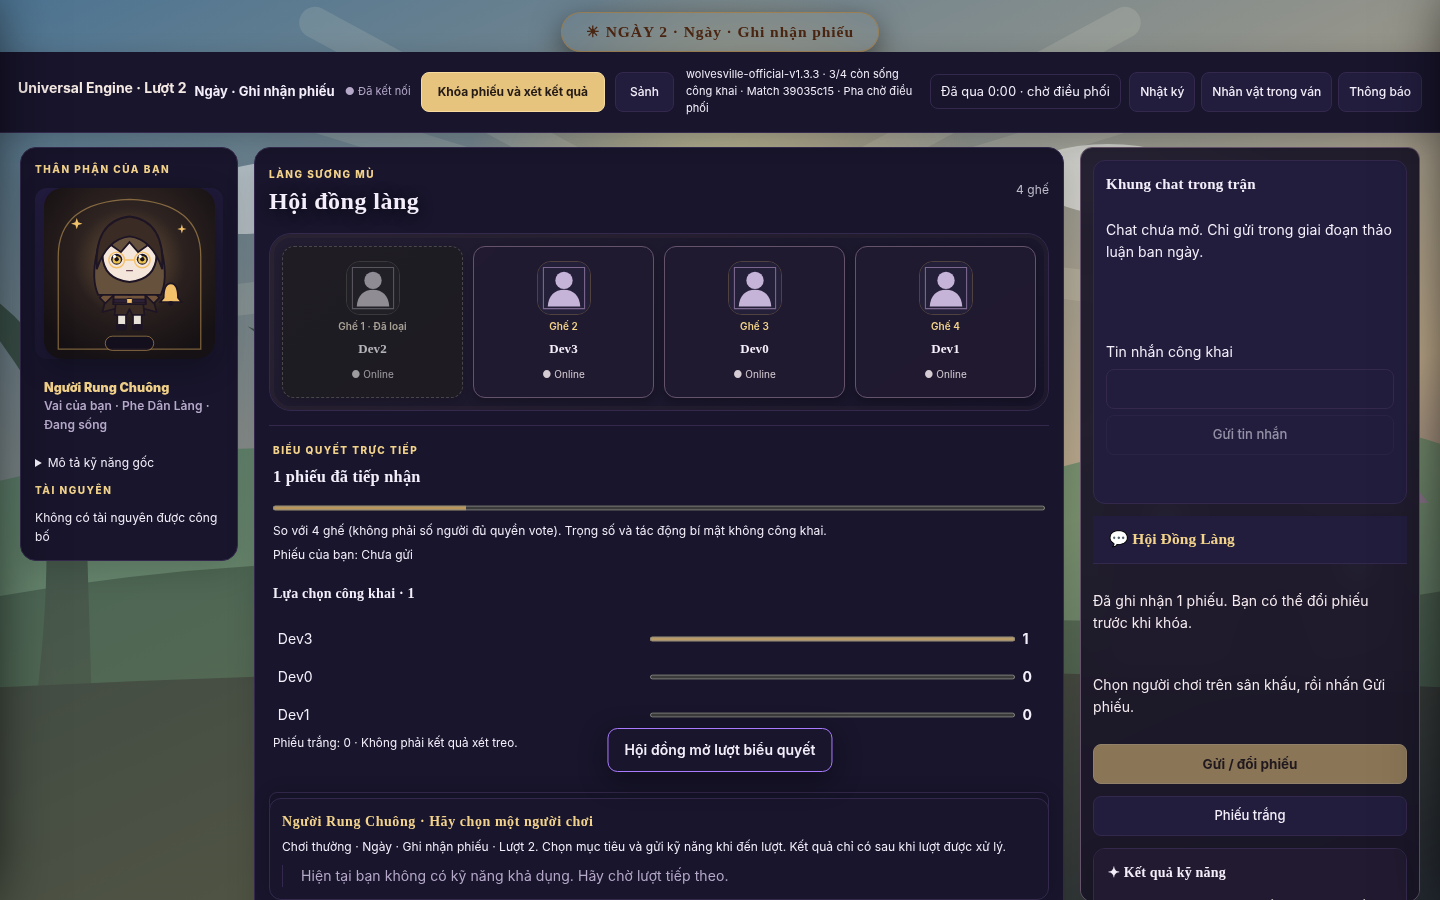 ☀ NGÀY 2 · Ngày · Ghi nhận phiếu
Universal Engine · Lượt 2
Ngày · Ghi nhận phiếu
Đã kết nối
Khóa phiếu và xét kết quả
Sảnh
wolvesville-official-v1.3.3 · 3/4 còn sống
công khai · Match 39035c15 · Pha chờ điều
phối
Đã qua 0:00 · chờ điều phối
Nhật ký
Nhân vật trong ván
Thông báo
THÂN PHẬN CỦA BẠN
Người Rung Chuông
Vai của bạn · Phe Dân Làng ·
Đang sống
Mô tả kỹ năng gốc
TÀI NGUYÊN
Không có tài nguyên được công
bố
LÀNG SƯƠNG MÙ
Hội đồng làng
4 ghế
Ghế 1 · Đã loại
Dev2
Online
Ghế 2
Dev3
Online
Ghế 3
Dev0
Online
Ghế 4
Dev1
Online
BIỂU QUYẾT TRỰC TIẾP
1 phiếu đã tiếp nhận
So với 4 ghế (không phải số người đủ quyền vote). Trọng số và tác động bí mật không công khai.
Phiếu của bạn: Chưa gửi
Lựa chọn công khai · 1
Dev3 1
Dev0 0
Dev1 0
Phiếu trắng: 0 · Không phải kết quả xét treo.
Hội đồng mở lượt biểu quyết
Người Rung Chuông · Hãy chọn một người chơi
Chơi thường · Ngày · Ghi nhận phiếu · Lượt 2. Chọn mục tiêu và gửi kỹ năng khi đến lượt. Kết quả chỉ có sau khi lượt được xử lý.
Hiện tại bạn không có kỹ năng khả dụng. Hãy chờ lượt tiếp theo.
Khung chat trong trận
Chat chưa mở. Chỉ gửi trong giai đoạn thảo
luận ban ngày.
Tin nhắn công khai
Gửi tin nhắn
💬 Hội Đồng Làng
Đã ghi nhận 1 phiếu. Bạn có thể đổi phiếu
trước khi khóa.
Chọn người chơi trên sân khấu, rồi nhấn Gửi
phiếu.
Gửi / đổi phiếu
Phiếu trắng
✦ Kết quả kỹ năng